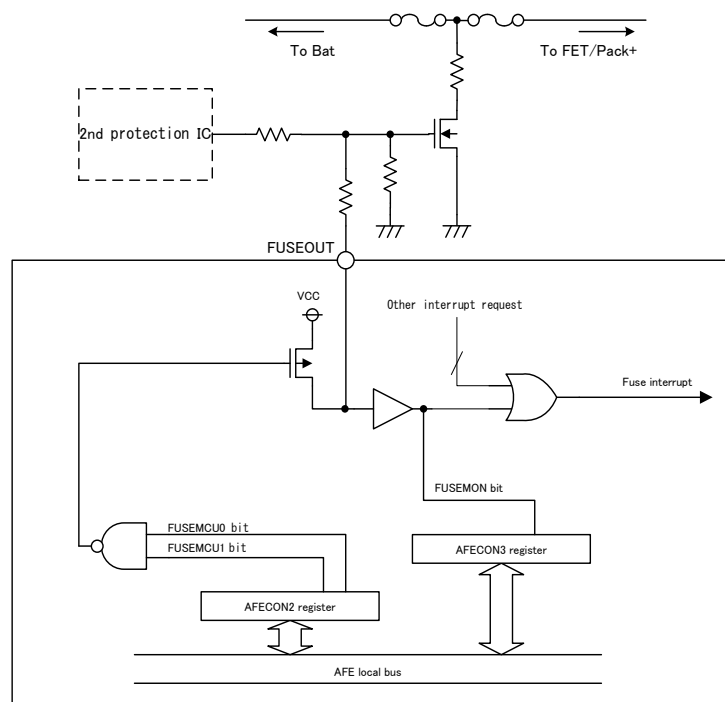 To Bat
To FET/Pack+
2nd protection IC
FUSEOUT
VCC
Other interrupt request
Fuse interrupt
FUSEMON bit
FUSEMCU0 bit
FUSEMCU1 bit
AFECON3 register
AFECON2 register
AFE local bus